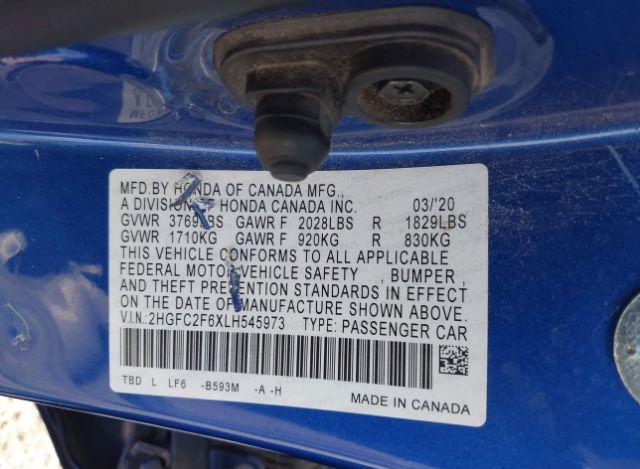 MFD.BY HONDA OF CANADA MFG.,
A DIVISION OF HONDA CANADA INC. 03/'20
GVWR 3769LBS GAWR F 2028LBS R 1829LBS
GVWR 1710KG GAWR F 920KG R 830KG
THIS VEHICLE CONFORMS TO ALL APPLICABLE
FEDERAL MOTOR VEHICLE SAFETY , BUMPER ,
AND THEFT PREVENTION STANDARDS IN EFFECT
ON THE DATE OF MANUFACTURE SHOWN ABOVE.
V.I.N:2HGFC2F6XLH545973 TYPE: PASSENGER CAR
TBD L LF6 -B593M -A -H
MADE IN CANADA